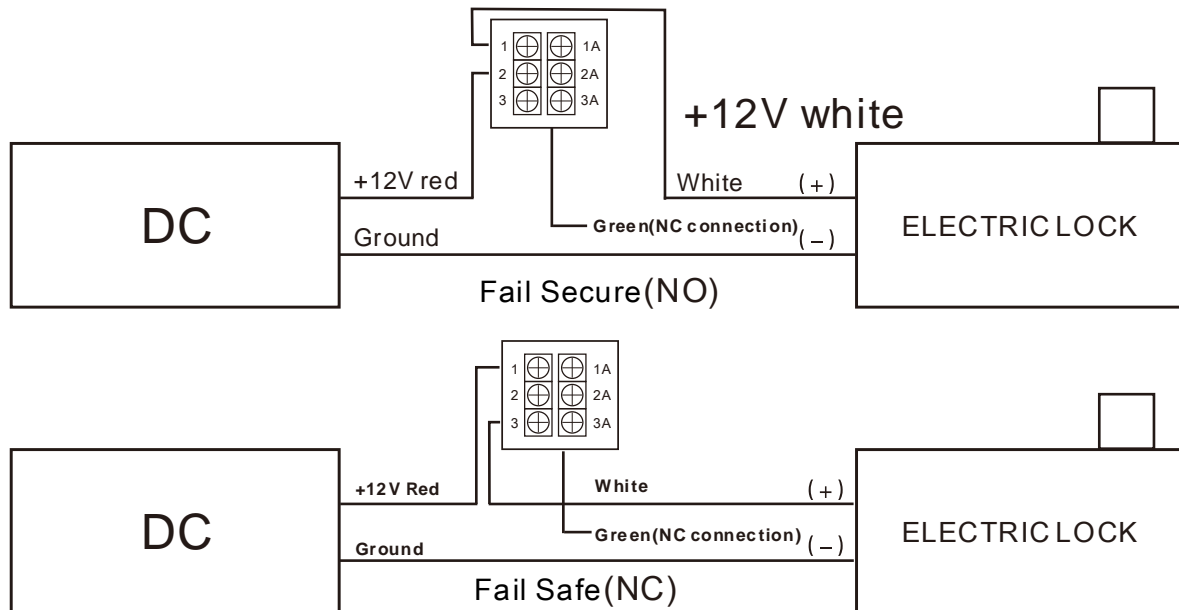 1 1A
2 2A
3 3A
+12V white
+12V red
White (+)
DC
ELECTRIC LOCK
Green(NC connection) (-)
Ground
Fail Secure(NO)
1 1A
2 2A
3 3A
+12V Red
White (+)
DC
ELECTRIC LOCK
Green(NC connection) (-)
Ground
Fail Safe(NC)